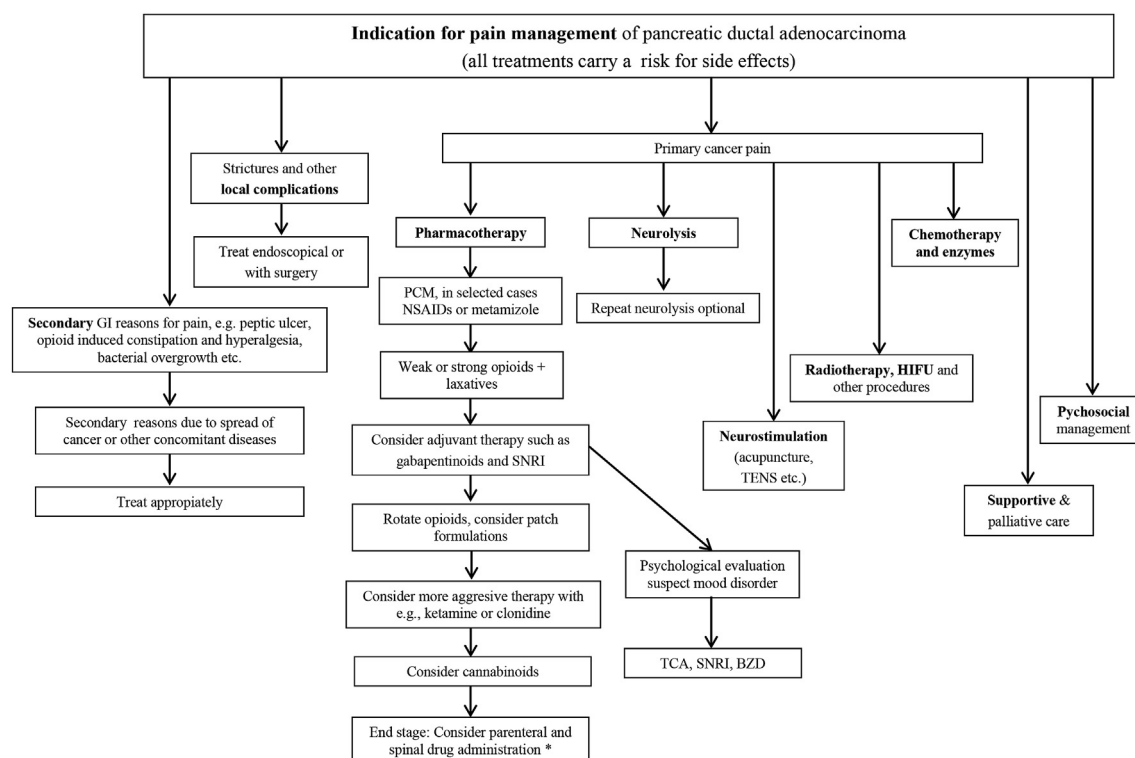 Indication for pain management of pancreatic ductal adenocarcinoma
(all treatments carry a risk for side effects)
Primary cancer pain
Strictures and other
local complications
Treat endoscopical or
with surgery
Secondary GI reasons for pain, e.g. peptic ulcer,
opioid induced constipation and hyperalgesia,
bacterial overgrowth etc.
Secondary reasons due to spread of
cancer or other concomitant diseases
Treat appropiately
Pharmacotherapy
PCM, in selected cases
NSAIDs or metamizole
Weak or strong opioids +
laxatives
Consider adjuvant therapy such as
gabapentinoids and SNRI
Rotate opioids, consider patch
formulations
Consider more aggresive therapy with
e.g., ketamine or clonidine
Consider cannabinoids
End stage: Consider parenteral and
spinal drug administration *
Psychological evaluation
suspect mood disorder
TCA, SNRI, BZD
Neurolysis
Repeat neurolysis optional
Neurostimulation
(acupuncture,
TENS etc.)
Radiotherapy, HIFU and
other procedures
Chemotherapy
and enzymes
Supportive &
palliative care
Pychosocial
management